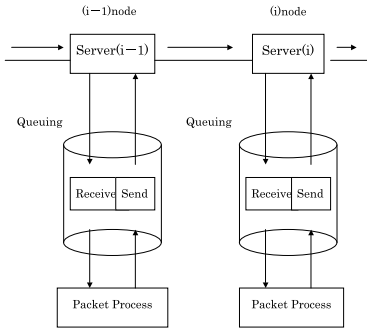 (i－1)node (i)node
Server(i－1) Server(i)
Queuing Queuing
Receive Send Receive Send
Packet Process Packet Process